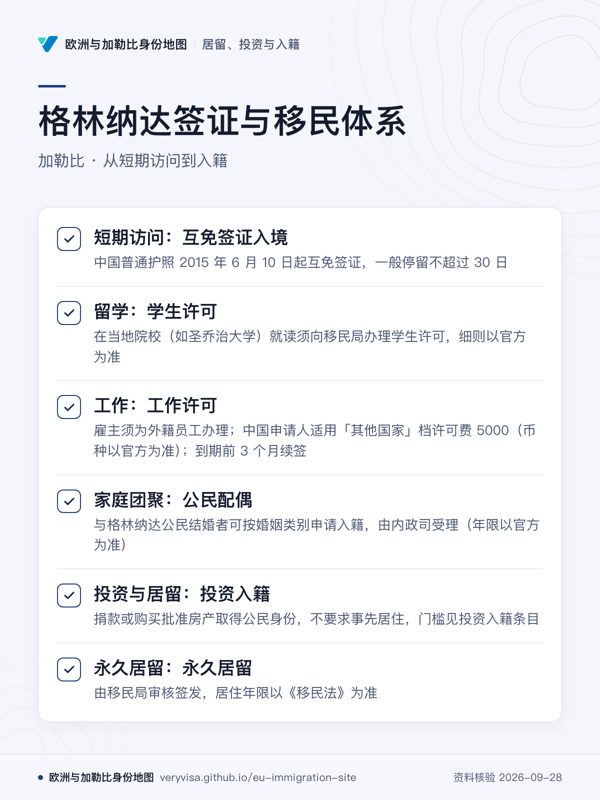 欧洲与加勒比身份地图 居留、投资与入籍
格林纳达签证与移民体系
加勒比 · 从短期访问到入籍
短期访问：互免签证入境
中国普通护照 2015 年 6 月 10 日起互免签证，一般停留不超过 30 日
留学：学生许可
在当地院校（如圣乔治大学）就读须向移民局办理学生许可，细则以官方
为准
工作：工作许可
雇主须为外籍员工办理；中国申请人适用「其他国家」档许可费 5000（币
种以官方为准）；到期前 3 个月续签
家庭团聚：公民配偶
与格林纳达公民结婚者可按婚姻类别申请入籍，由内政司受理（年限以官方
为准）
投资与居留：投资入籍
捐款或购买批准房产取得公民身份，不要求事先居住，门槛见投资入籍条目
永久居留：永久居留
由移民局审核签发，居住年限以《移民法》为准
欧洲与加勒比身份地图 veryvisa.github.io/eu-immigration-site 资料核验 2026-09-28